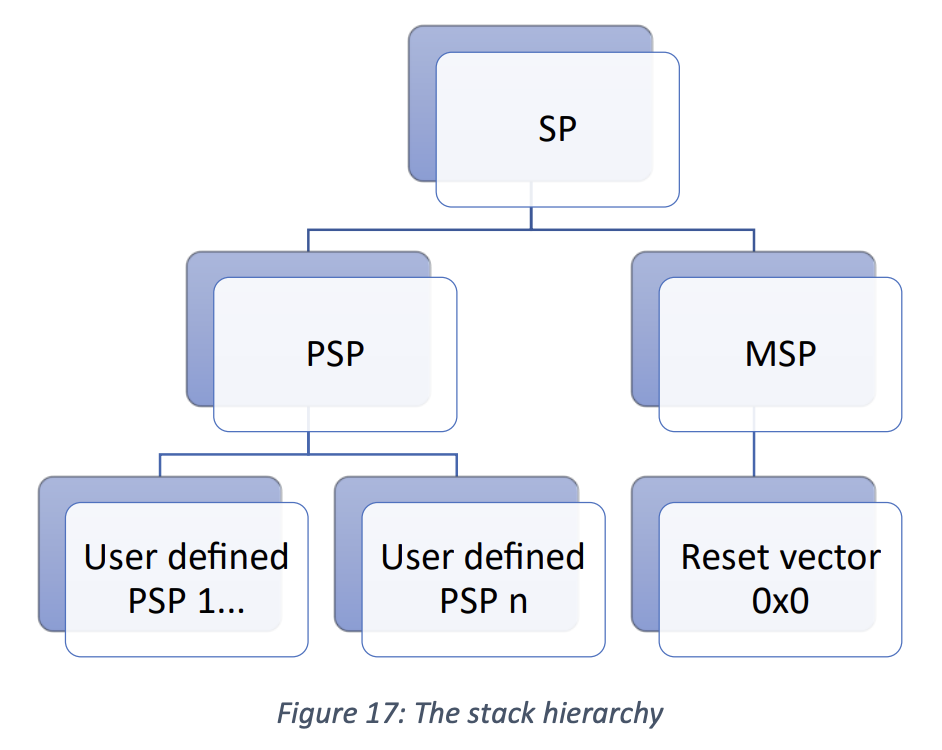 SP
PSP
MSP
User defined
PSP 1...
User defined
PSP n
Reset vector
0x0
Figure 17: The stack hierarchy